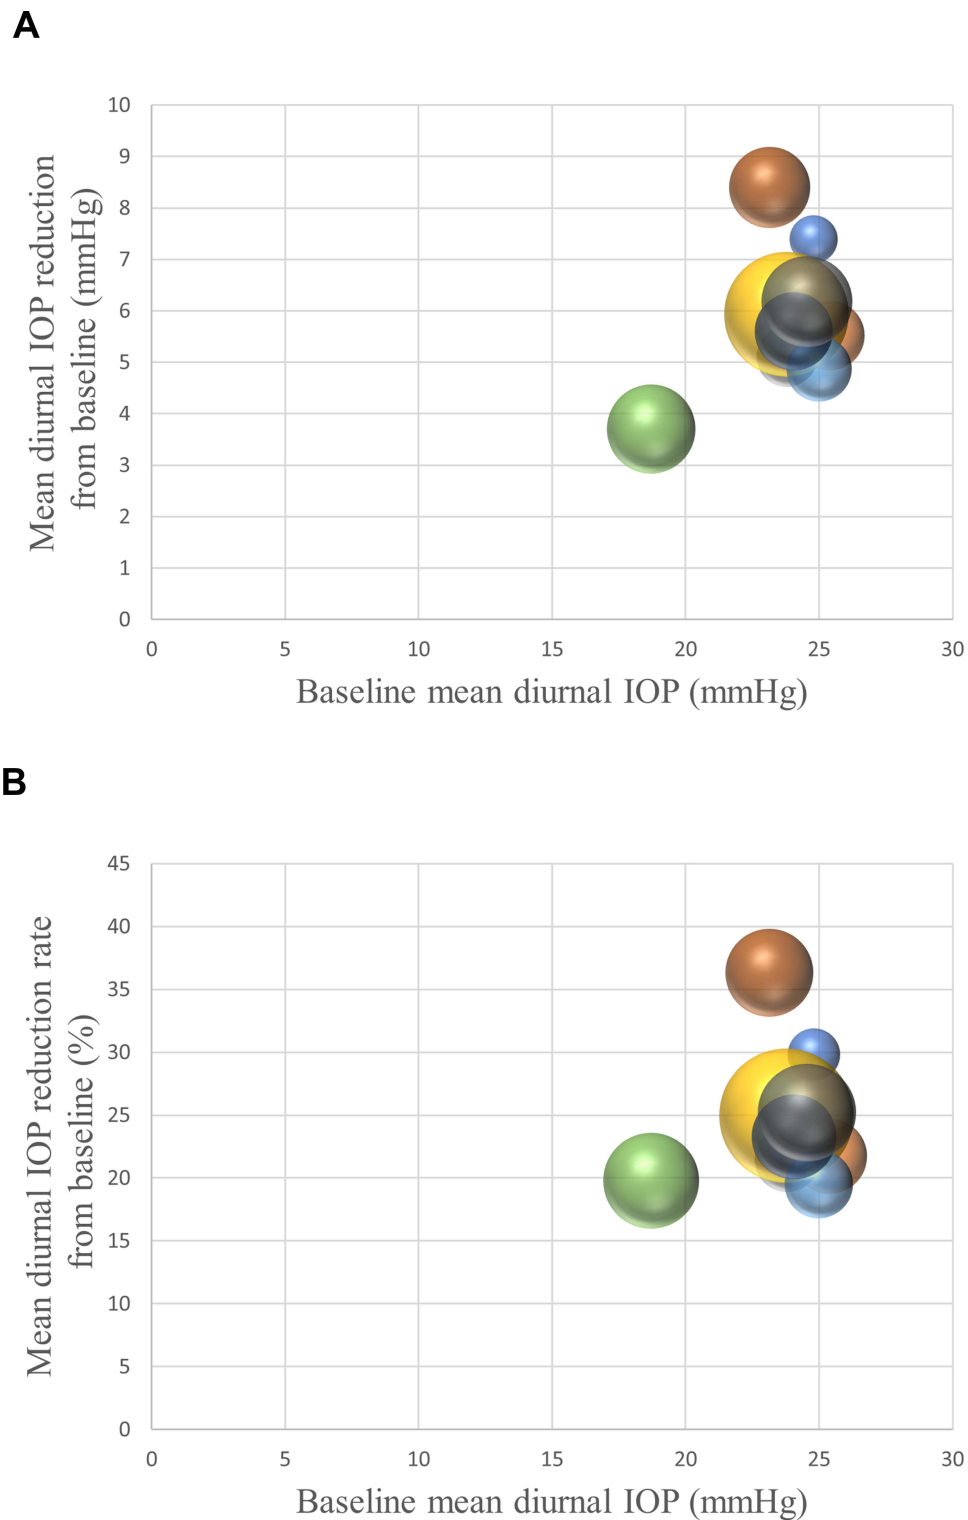 A
10
9
8
7
6
5
4
3
2
1
0
Mean diurnal IOP reduction
from baseline (mmHg)
0 5 10 15 20 25 30
Baseline mean diurnal IOP (mmHg)
B
45
40
35
30
25
20
15
10
5
0
Mean diurnal IOP reduction rate
from baseline (%)
0 5 10 15 20 25 30
Baseline mean diurnal IOP (mmHg)